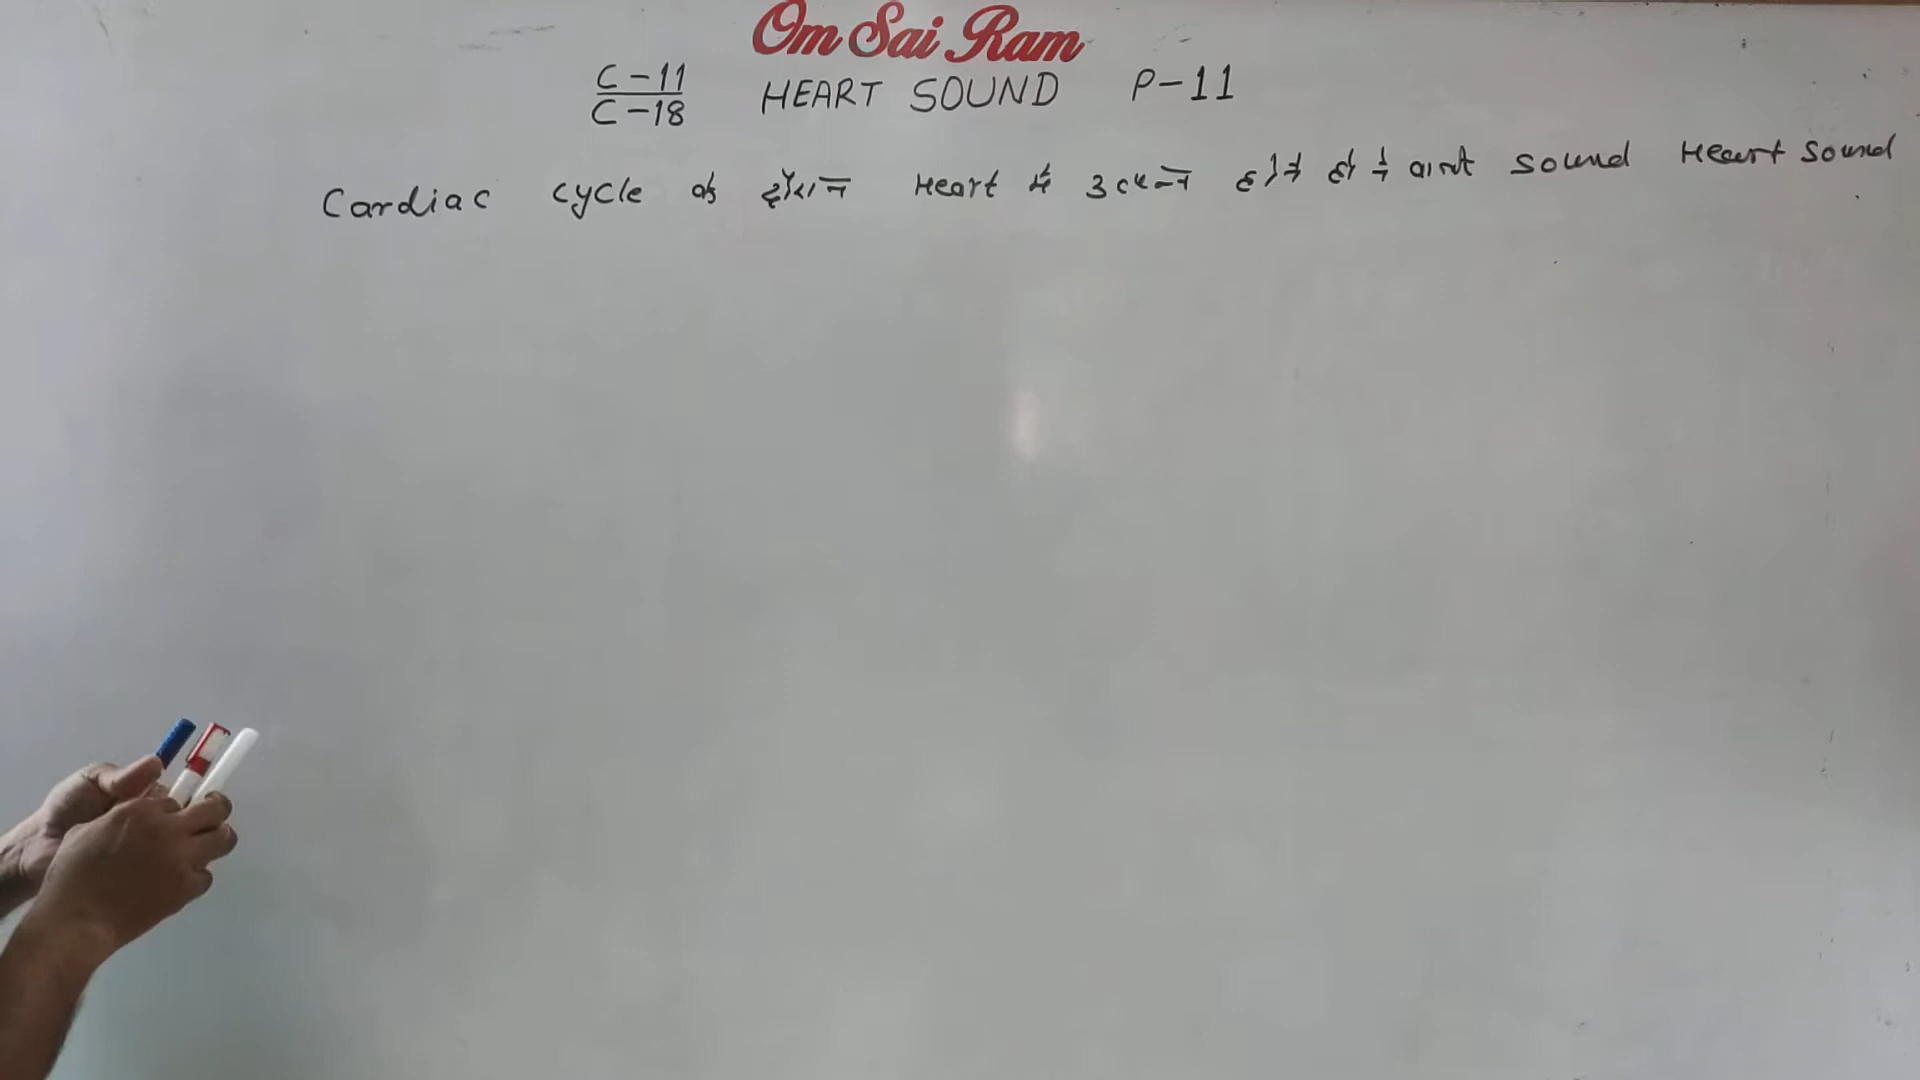 Om Sai Ram
C-11 HEART SOUND P-11
C-18
Cardiac cycle के दौरान Heart में उत्पन्न होने वाली sound Heart sound